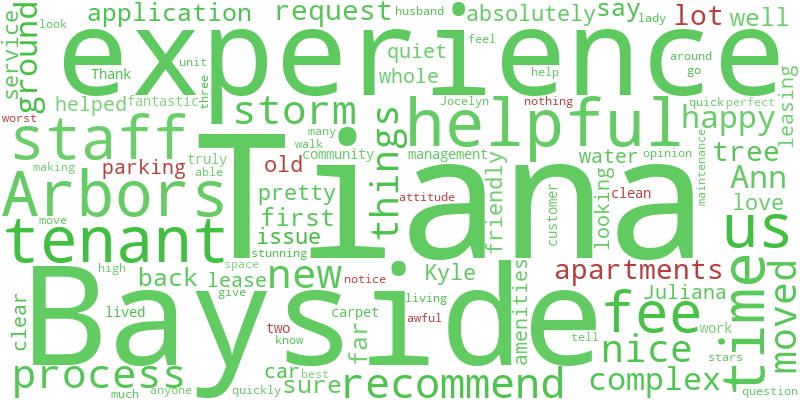 application
request
husband
absolutely
say
lady
lot
well
look
service
ground
experience
feel
quiet
whole
unit
Thank
three
around
go
help
helped
fantastic
storm
Jocelyn
nothing
quick
perfect
worst
staff
many
walk
helpful
happy
leasing
making
truly
able
community
things
management
water
opinion
maintenance
tree
parking
old
Tiana
Arbors
pretty
attitude
friendly
looking
clean
Ann
love
move
first
customer
tenant
issue
stunning
us
high
space
back
lease
new
notice
Kyle
apartments
give
living
amenities
Juliana
time
moved
clear
lived
Bayside
two
know
carpet
far
awful
fee
work
tell
nice
stars
process
car
best
much
anyone
quickly
sure
recommend
complex
question